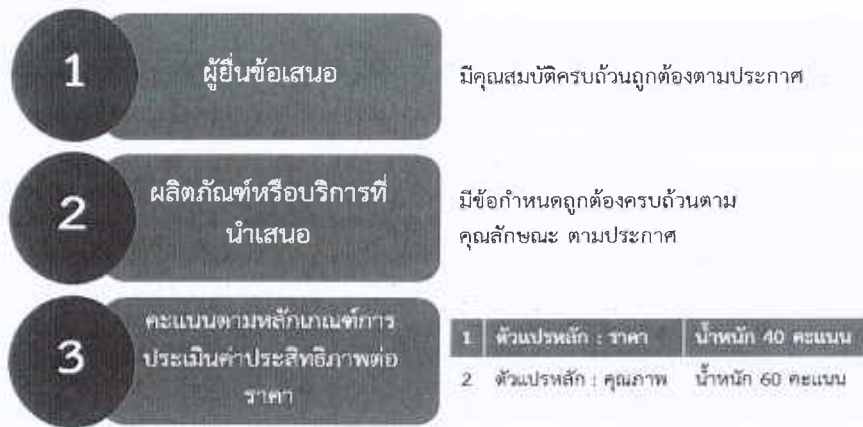 1
ผู้ยื่นข้อเสนอ
มีคุณสมบัติครบถ้วนถูกต้องตามประกาศ
2
ผลิตภัณฑ์หรือบริการที่
นำเสนอ
มีข้อกำหนดถูกต้องครบถ้วนตาม
คุณลักษณะ ตามประกาศ
3
คะแนนตามหลักเกณฑ์การ
ประเมินค่าประสิทธิภาพต่อ
ราคา
1 ตัวแปรหลัก : ราคา น้ำหนัก 40 คะแนน
2 ตัวแปรหลัก : คุณภาพ น้ำหนัก 60 คะแนน